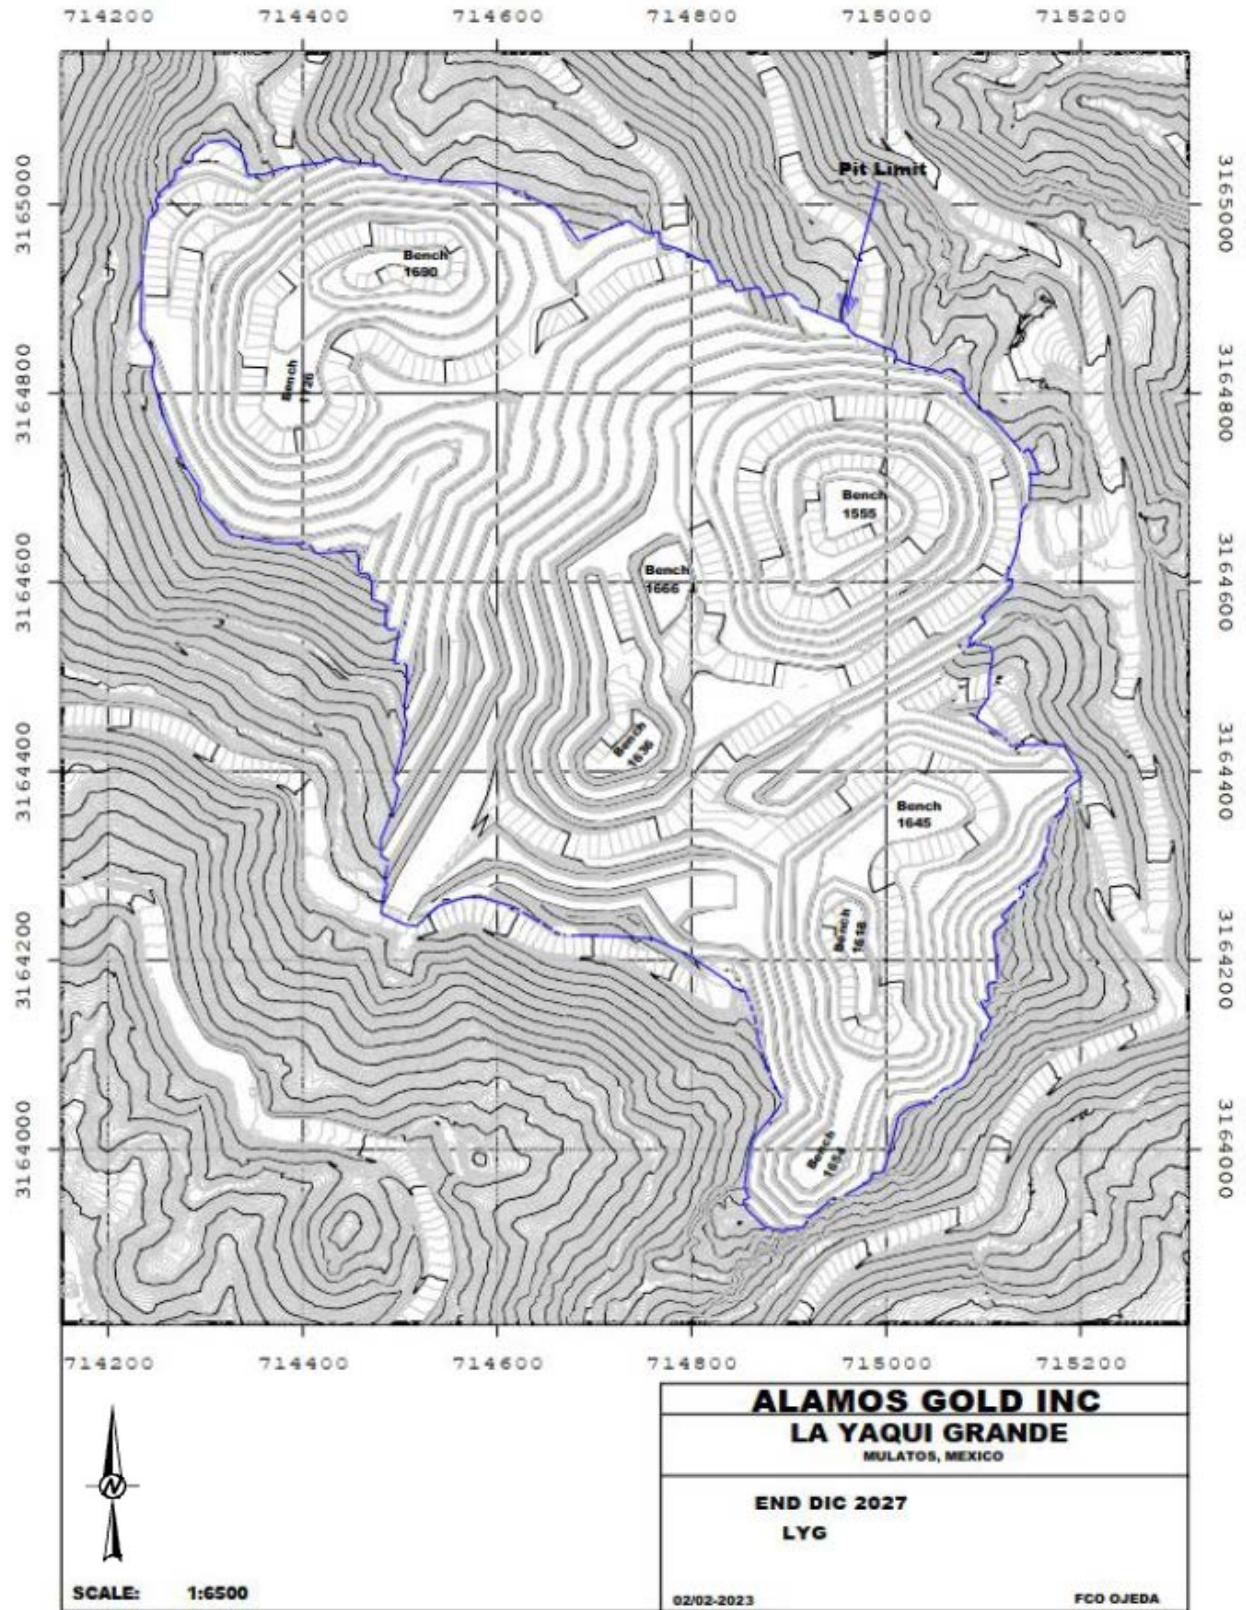 714200 714400 714600 714800 715000 715200
Pit Limit
3165000
3165000
Bench
1690
Bench
1726
3164800
3164800
Bench
1555
Bench
1666
3164600
3164600
Bench
1636
3164400
3164400
Bench
1645
Bench
1618
3164200
3164200
Bench
1654
3164000
3164000
714200 714400 714600 714800 715000 715200
N
ALAMOS GOLD INC
LA YAQUI GRANDE
MULATOS, MEXICO
END DIC 2027
LYG
SCALE: 1:6500
02/02-2023 FCO OJEDA